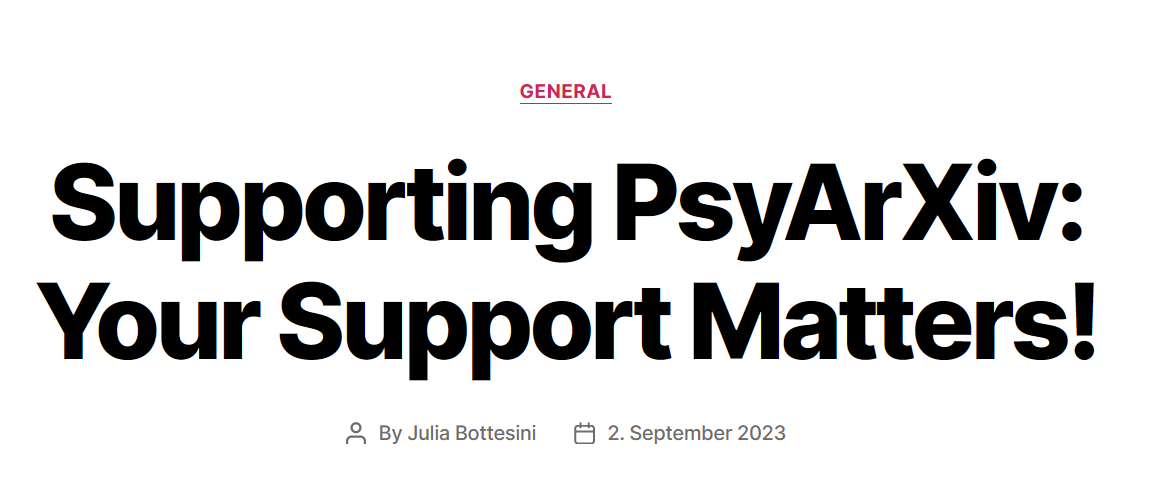 GENERAL
Supporting PsyArXiv:
Your Support Matters!
By Julia Bottesini 2. September 2023